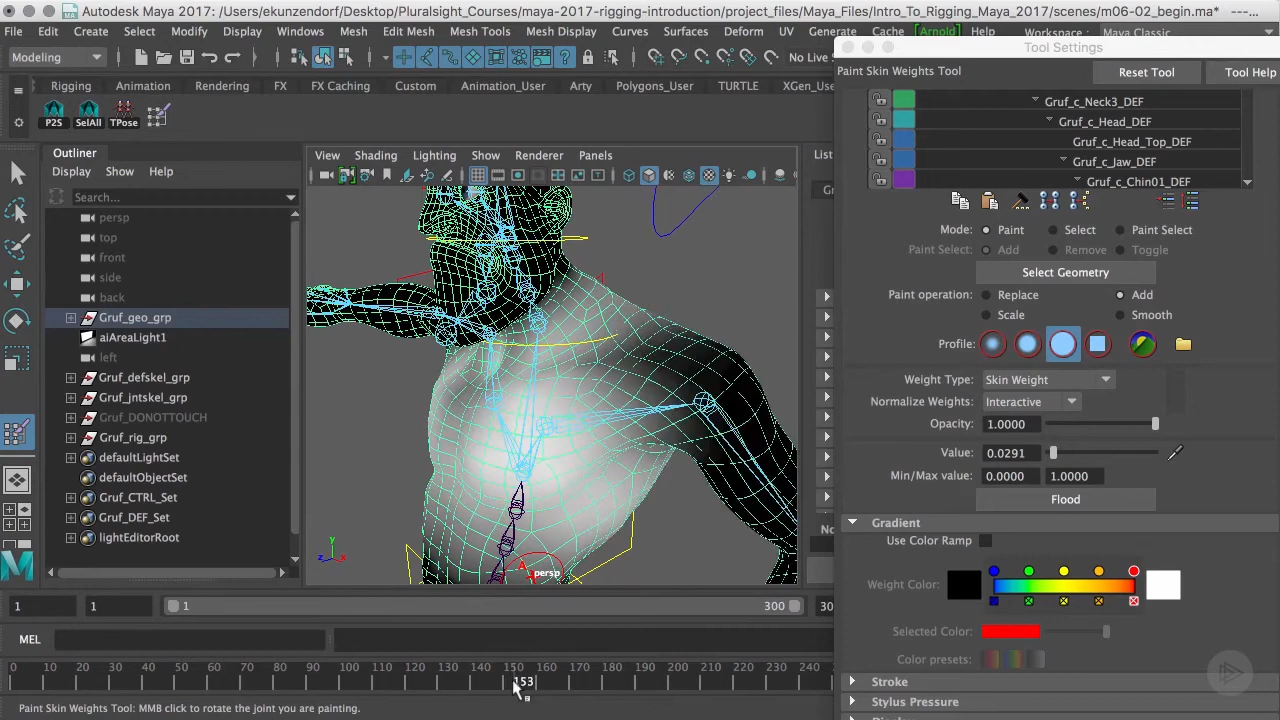 Autodesk Maya 2017: /Users/ekunzendorf/Desktop/Pluralsight_Courses/maya-2017-rigging-introduction/project_files/Maya_Files/Intro_To_Rigging_Maya_2017/scenes/m06-02_begin.ma* ---...
File Edit Create Select Modify Display Windows Mesh Edit Mesh Mesh Tools Mesh Display Curves Surfaces Deform UV Generate Cache [Arnold] Help Workspace: Maya Classic
Tool Settings
Modeling
No Live S
Paint Skin Weights Tool
Reset Tool
Tool Help
Rigging Animation Rendering FX FX Caching Custom Animation_User Arty Polygons_User TURTLE XGen_User
P2S SelAll TPose
Gruf_c_Neck3_DEF
Gruf_c_Head_DEF
Gruf_c_Head_Top_DEF
Gruf_c_Jaw_DEF
Gruf_c_Chin01_DEF
Outliner
Display Show Help
Search...
persp
top
front
side
back
Gruf_geo_grp
aiAreaLight1
left
Gruf_defskel_grp
Gruf_jntskel_grp
Gruf_DONOTTOUCH
Gruf_rig_grp
defaultLightSet
defaultObjectSet
Gruf_CTRL_Set
Gruf_DEF_Set
lightEditorRoot
View Shading Lighting Show Renderer Panels
List
Gru
No
y
z
x
persp
Mode: Paint Select Paint Select
Paint Select: Add Remove Toggle
Select Geometry
Paint operation: Replace Add
Scale Smooth
Profile:
Weight Type: Skin Weight
Normalize Weights: Interactive
Opacity: 1.0000
Value: 0.0291
Min/Max value: 0.0000 1.0000
Flood
Gradient
Use Color Ramp
Weight Color:
Selected Color:
Color presets:
Stroke
Stylus Pressure
1 1 1 300 30
MEL
0 10 20 30 40 50 60 70 80 90 100 110 120 130 140 150 160 170 180 190 200 210 220 230 240 2
153
Paint Skin Weights Tool: MMB click to rotate the joint you are painting.